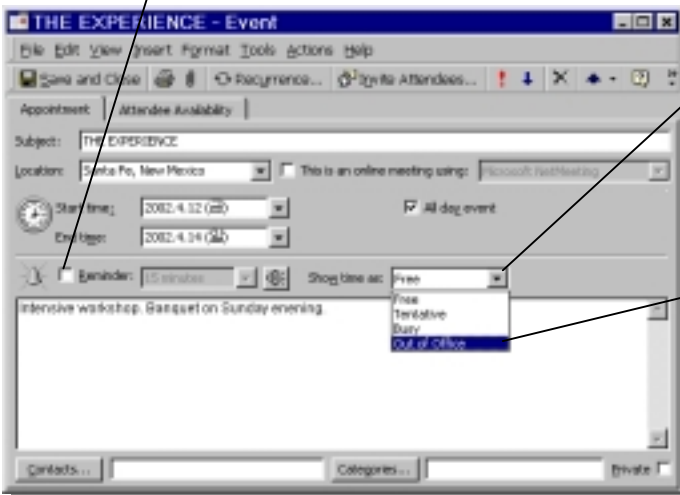 THE EXPERIENCE - Event
File Edit View Insert Format Tools Actions Help
Save and Close Recurrence... Invite Attendees...
Appointment Attendee Availability
Subject: THE EXPERIENCE
Location: Santa Fe, New Mexico This is an online meeting using: Microsoft NetMeeting
Start time: 2002.4.12 All day event
End time: 2002.4.14
Reminder: 15 minutes Show time as: Free
Free
Tentative
Busy
Out of Office
Intensive workshop. Banquet on Sunday enening.
Contacts... Categories... Private